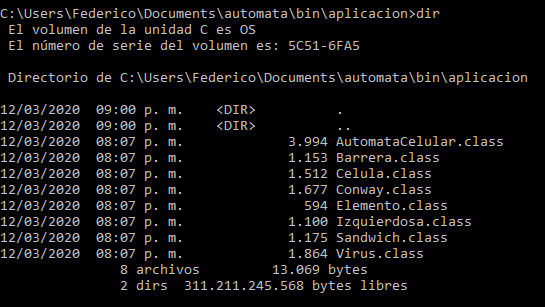 C:\Users\Federico\Documents\automata\bin\aplicacion>dir
El volumen de la unidad C es OS
El número de serie del volumen es: 5C51-6FA5
Directorio de C:\Users\Federico\Documents\automata\bin\aplicacion
12/03/2020  09:00 p. m.    <DIR>          .
12/03/2020  09:00 p. m.    <DIR>          ..
12/03/2020  08:07 p. m.             3.994 AutomataCelular.class
12/03/2020  08:07 p. m.             1.153 Barrera.class
12/03/2020  08:07 p. m.             1.512 Celula.class
12/03/2020  08:07 p. m.             1.677 Conway.class
12/03/2020  08:07 p. m.               594 Elemento.class
12/03/2020  08:07 p. m.             1.100 Izquierdosa.class
12/03/2020  08:07 p. m.             1.175 Sandwich.class
12/03/2020  08:07 p. m.             1.864 Virus.class
8 archivos         13.069 bytes
2 dirs  311.211.245.568 bytes libres